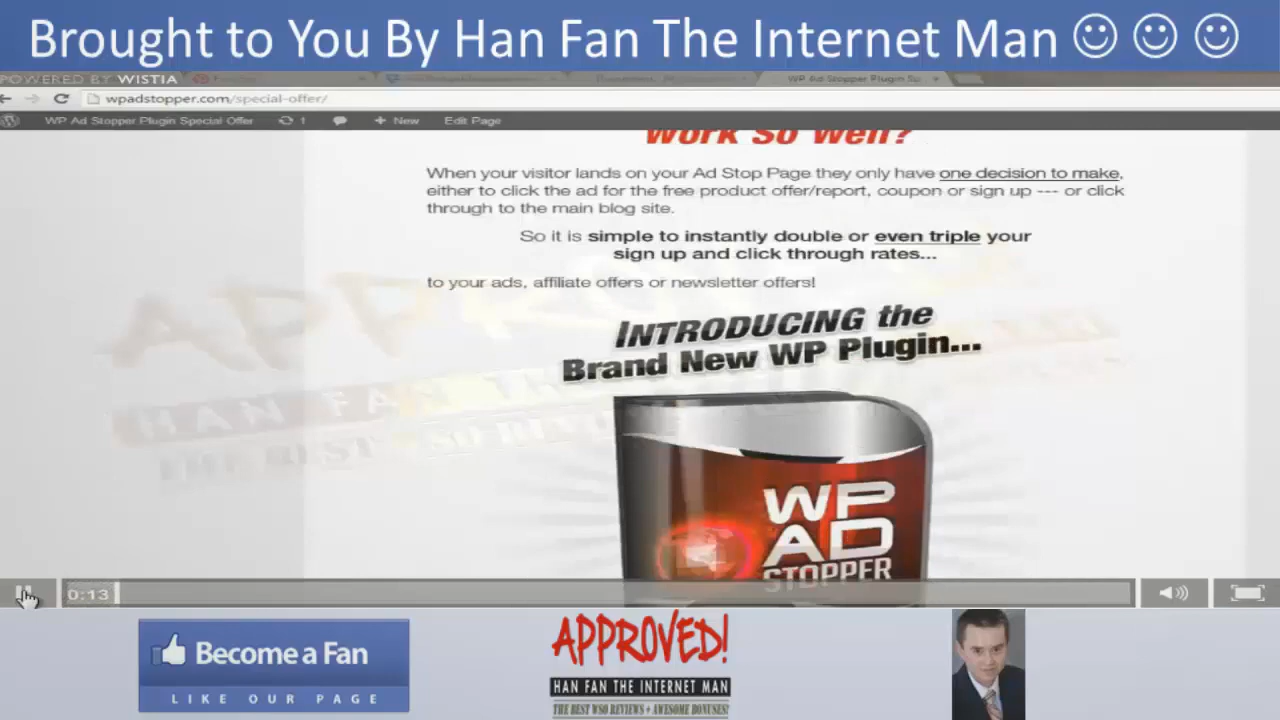 Brought to You By Han Fan The Internet Man
POWERED BY WISTIA
WP Ad Stopper Plugin Sp
wpadstopper.com/special-offer/
WP Ad Stopper Plugin Special Offer 1 New Edit Page
Work So Well?
When your visitor lands on your Ad Stop Page they only have one decision to make,
either to click the ad for the free product offer/report, coupon or sign up --- or click
through to the main blog site.
So it is simple to instantly double or even triple your
sign up and click through rates...
to your ads, affiliate offers or newsletter offers!
INTRODUCING the
Brand New WP Plugin...
WP
AD
STOPPER
0:13
Become a Fan
LIKE OUR PAGE
APPROVED!
HAN FAN THE INTERNET MAN
THE BEST WSO REVIEWS + AWESOME BONUSES!